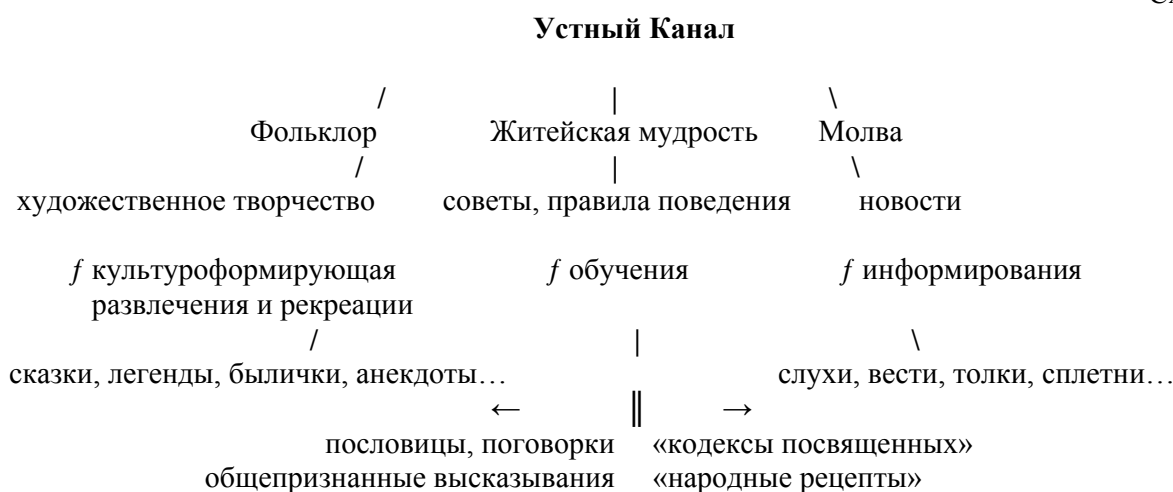 Устный Канал
/ | \
Фольклор Житейская мудрость Молва
/ | \
художественное творчество советы, правила поведения новости
ƒ культуроформирующая ƒ обучения ƒ информирования
развлечения и рекреации
/ | \
сказки, легенды, былички, анекдоты… слухи, вести, толки, сплетни…
← ‖ →
пословицы, поговорки «кодексы посвященных»
общепризнанные высказывания «народные рецепты»